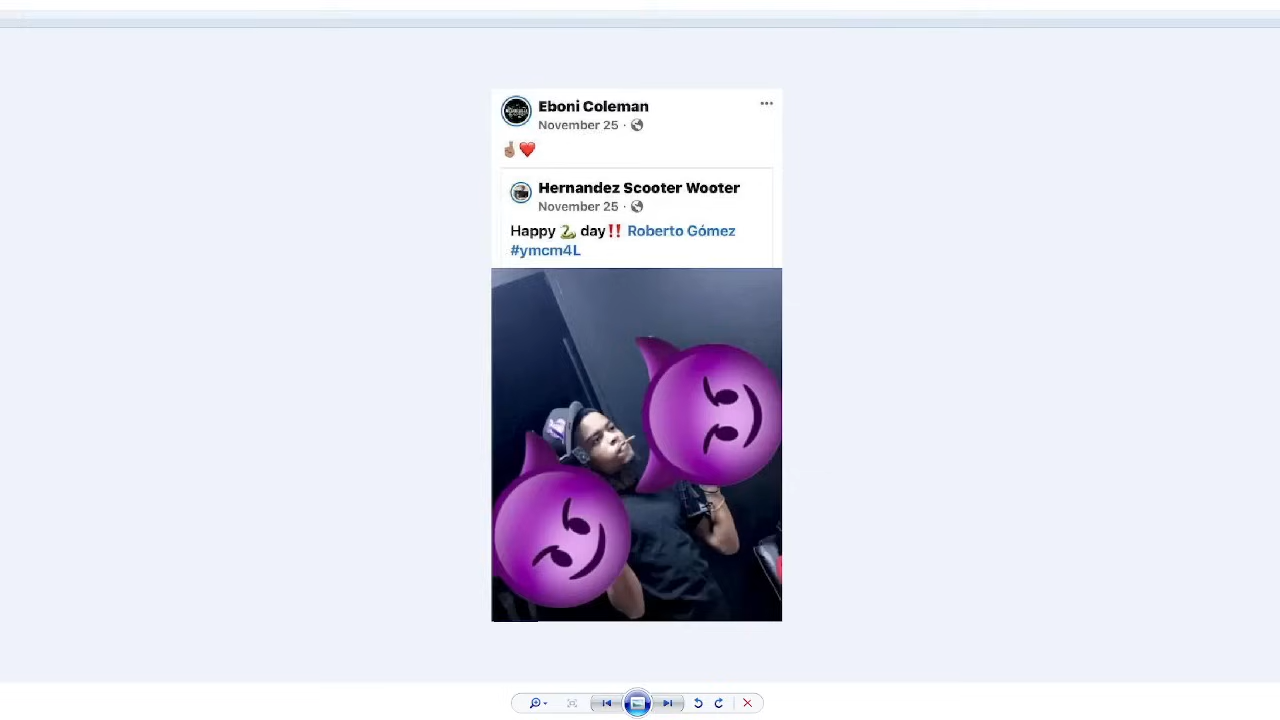 Eboni Coleman
November 25 ·
🤞🏽❤️
Hernandez Scooter Wooter
November 25 ·
Happy 🐍 day‼️ Roberto Gómez
#ymcm4L